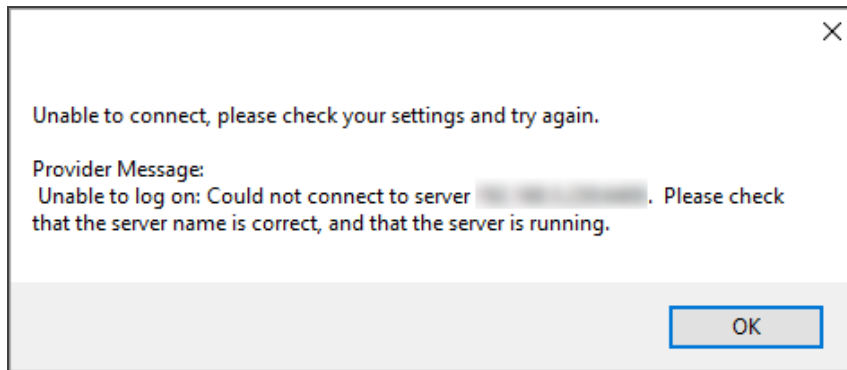 Unable to connect, please check your settings and try again.
Provider Message:
Unable to log on: Could not connect to server . Please check
that the server name is correct, and that the server is running.
OK